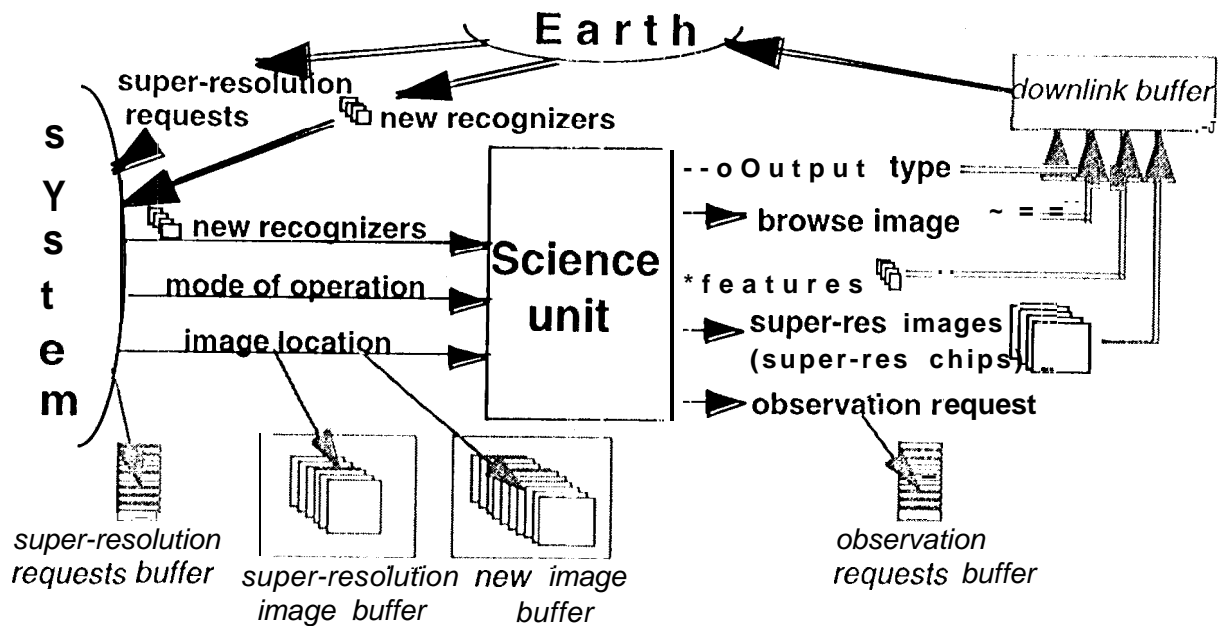 Earth
super-resolution
requests
new recognizers
downlink buffer
sYstem
new recognizers
mode of operation
image location
Science
unit
--oOutput type
browse image ~ = =
*features
super-res images
(super-res chips)
observation request
super-resolution
requests buffer
super-resolution
image buffer
new image
buffer
observation
requests buffer